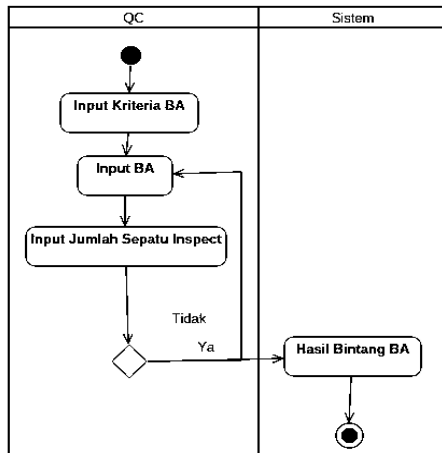 QC
Sistem
Input Kriteria BA
Input BA
Input Jumlah Sepatu Inspect
Tidak
Ya
Hasil Bintang BA